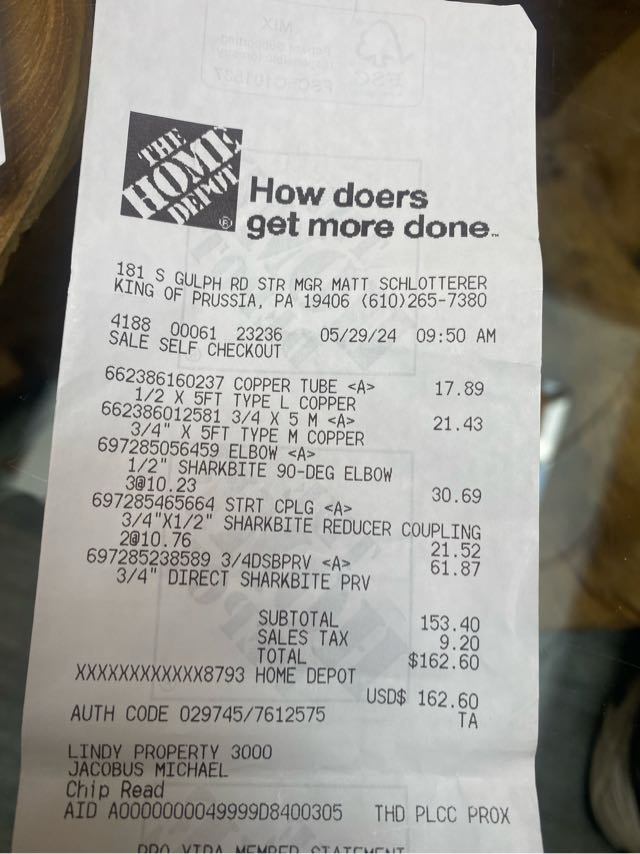 THE
HOME
DEPOT
How doers
get more done.™
181 S GULPH RD STR MGR MATT SCHLOTTERER
KING OF PRUSSIA, PA 19406 (610)265-7380
4188 00061 23236 05/29/24 09:50 AM
SALE SELF CHECKOUT
662386160237 COPPER TUBE <A> 17.89
1/2 X 5FT TYPE L COPPER
662386012581 3/4 X 5 M <A> 21.43
3/4" X 5FT TYPE M COPPER
697285056459 ELBOW <A>
1/2" SHARKBITE 90-DEG ELBOW
3@10.23 30.69
697285465664 STRT CPLG <A>
3/4"X1/2" SHARKBITE REDUCER COUPLING
2@10.76 21.52
697285238589 3/4DSBPRV <A> 61.87
3/4" DIRECT SHARKBITE PRV
SUBTOTAL 153.40
SALES TAX 9.20
TOTAL $162.60
XXXXXXXXXXXX8793 HOME DEPOT
USD$ 162.60
AUTH CODE 029745/7612575 TA
LINDY PROPERTY 3000
JACOBUS MICHAEL
Chip Read
AID A0000000049999D8400305 THD PLCC PROX
PRO XTRA MEMBER STATEMENT